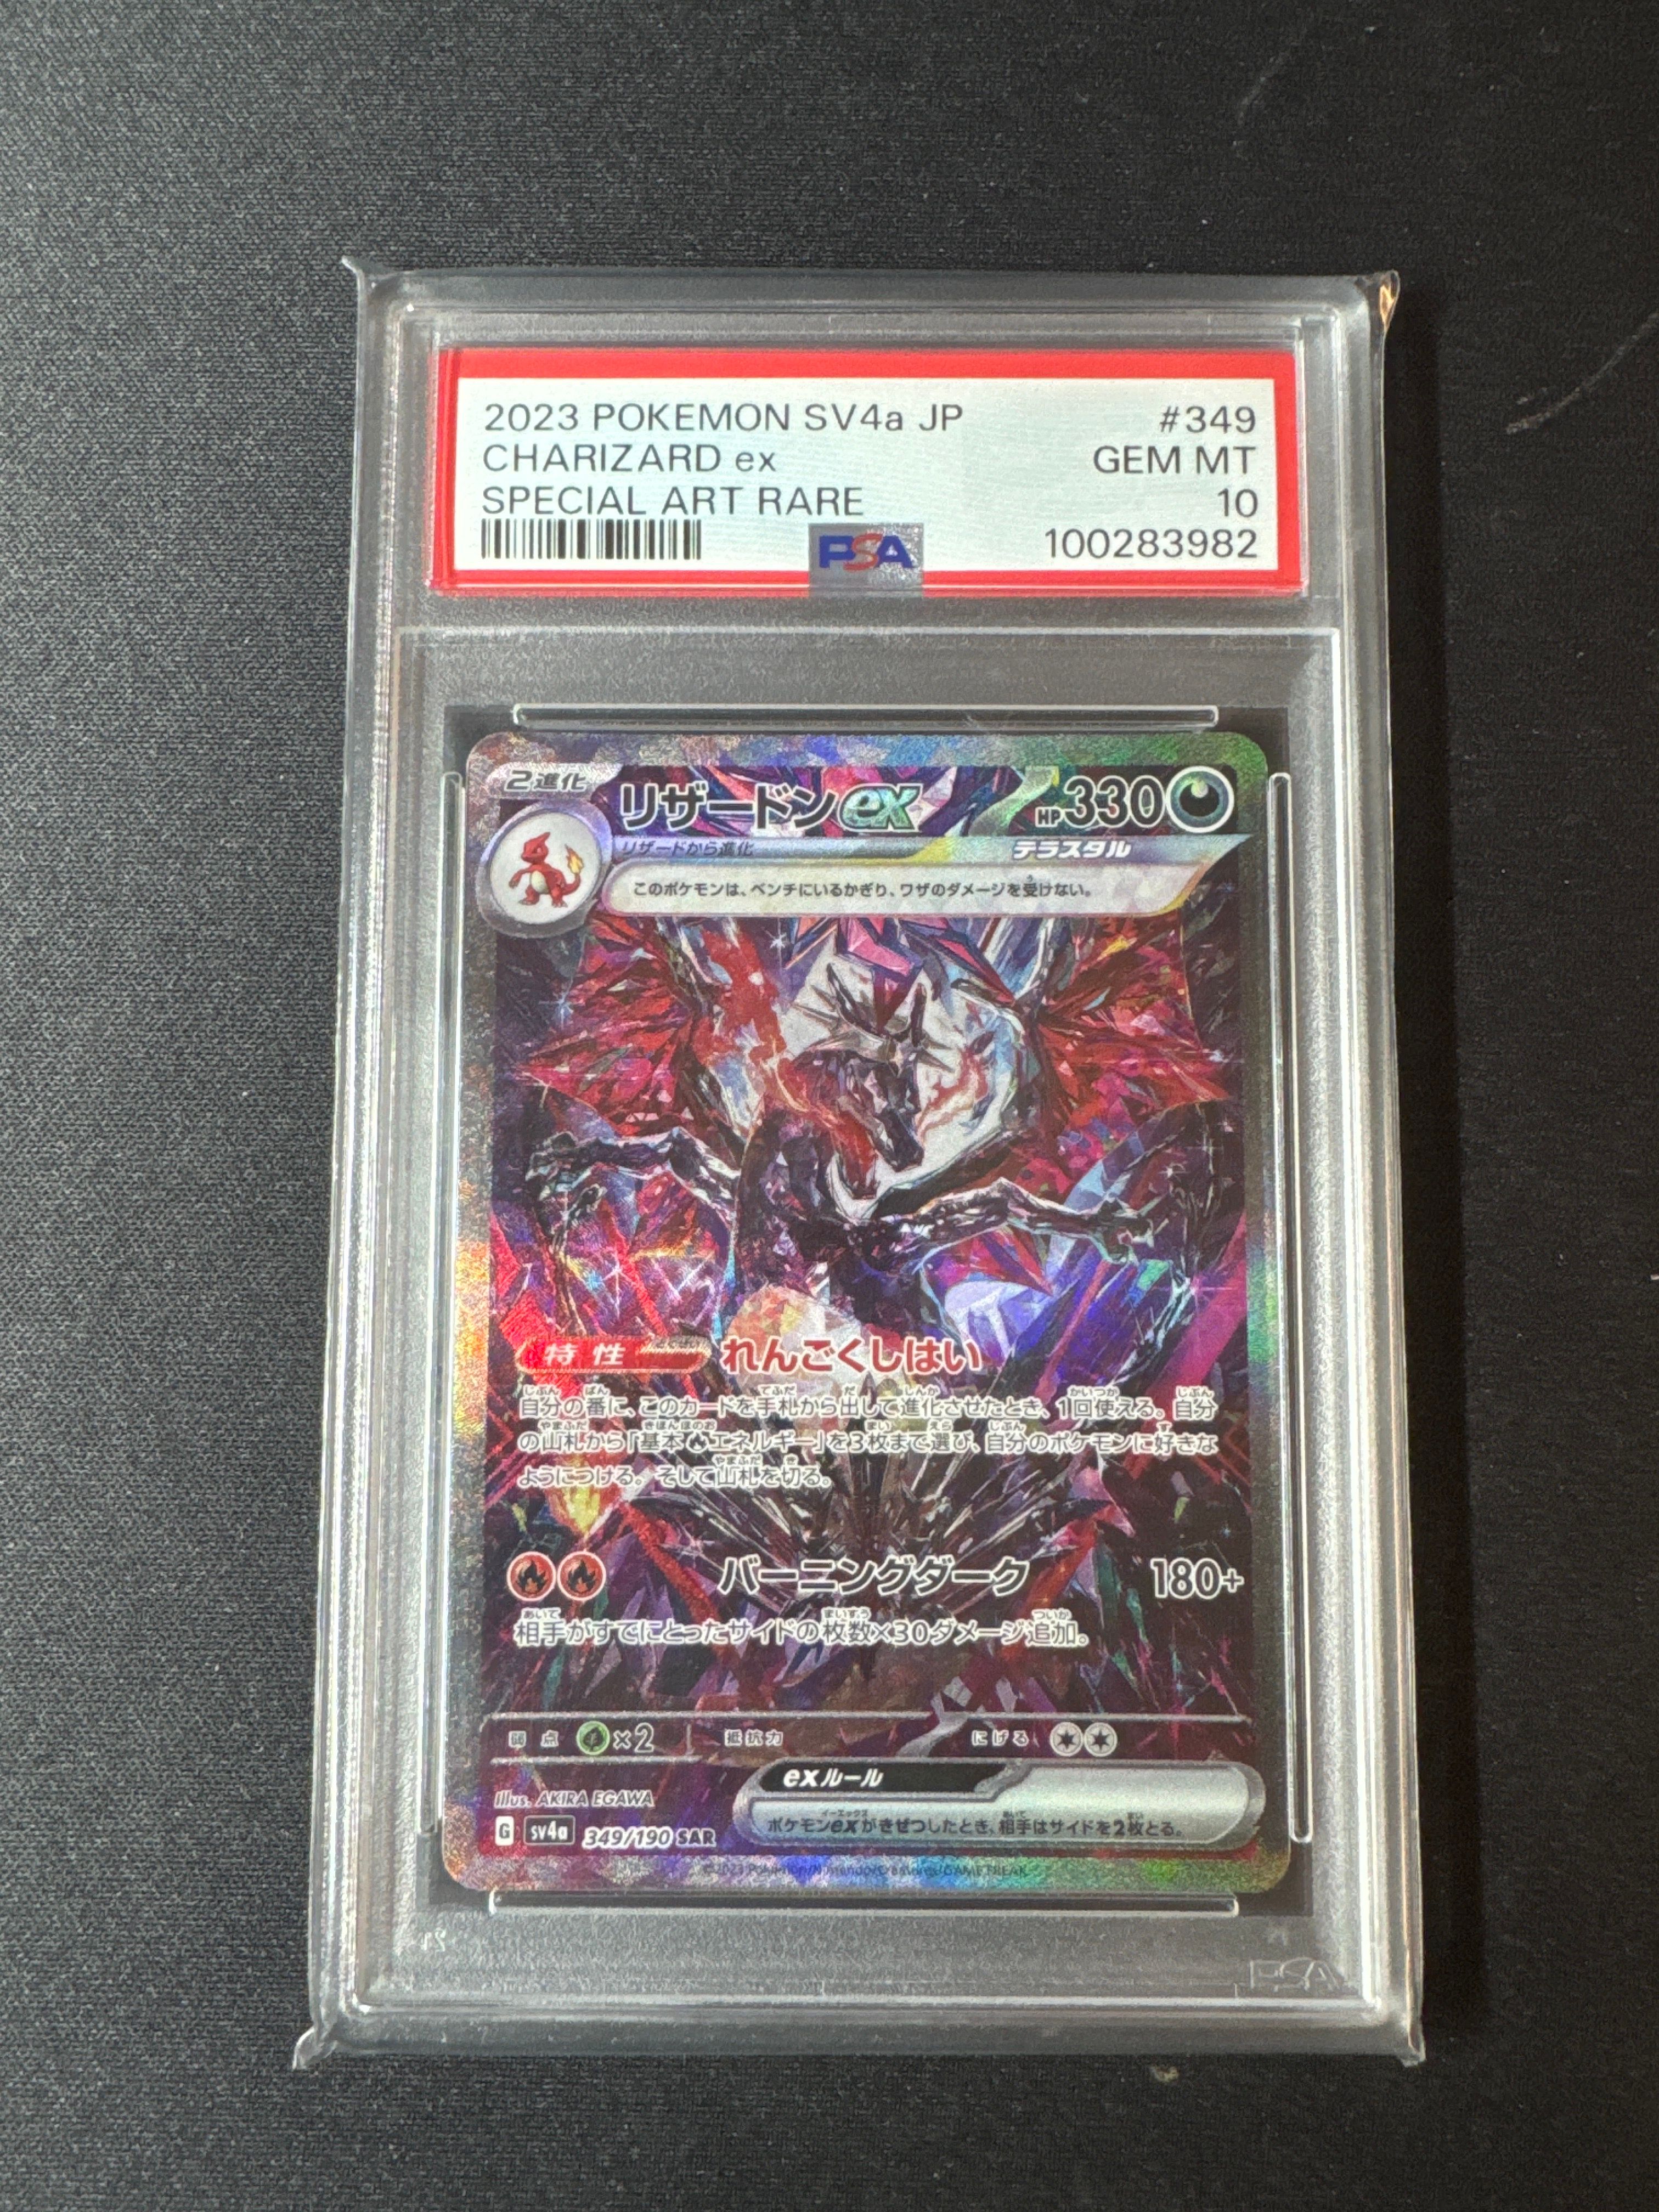 2023 POKEMON SV4a JP #349
CHARIZARD ex GEM MT
SPECIAL ART RARE 10
PSA 100283982
2進化 リザードンex HP330
リザードから進化 テラスタル
このポケモンは、ベンチにいるかぎり、ワザのダメージを受けない。
特性 れんごくしはい
自分の番に、このカードを手札から出して進化させたとき、1回使える。自分
の山札から「基本エネルギー」を3枚まで選び、自分のポケモンに好きな
ようにつける。そして山札を切る。
バーニングダーク 180+
相手がすでにとったサイドの枚数×30ダメージ追加。
弱点 ×2 抵抗力 にげる
exルール
Illus. AKIRA EGAWA
ポケモンexがきぜつしたとき、相手はサイドを2枚とる。
G sv4a 349/190 SAR
©2023 Pokémon/Nintendo/Creatures/GAME FREAK
PSA